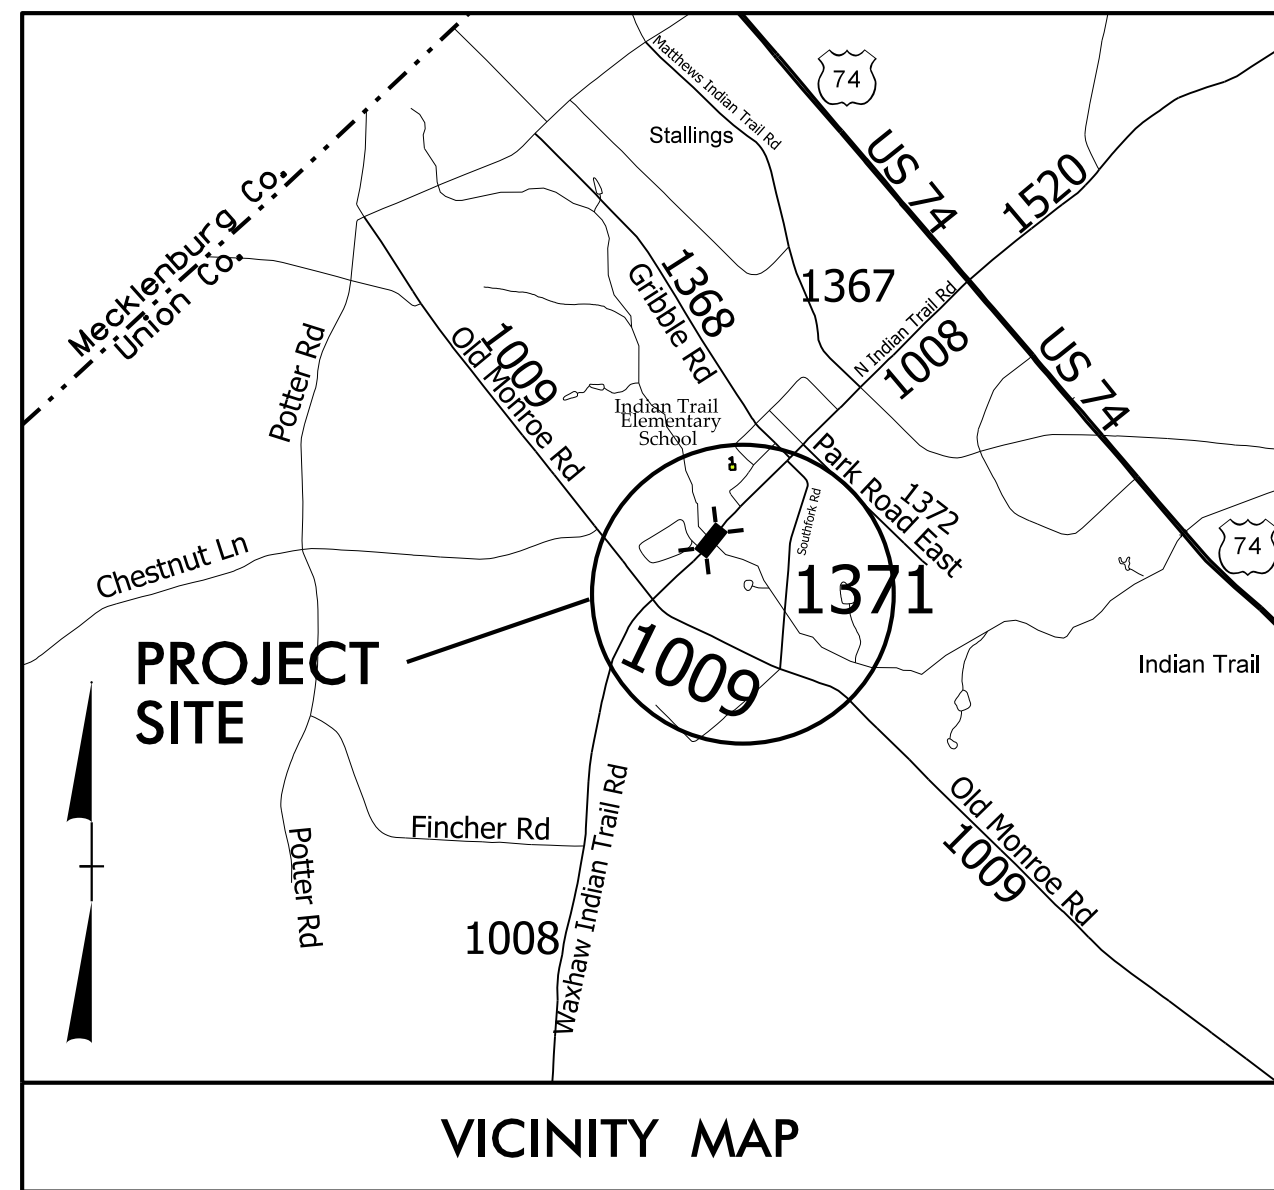 74
Matthews Indian Trail Rd
Stallings
US 74
1520
Mecklenburg Co.
Union Co.
1368
Gribble Rd
1367
N Indian Trail Rd
1008
US 74
Potter Rd
1009
Old Monroe Rd
Indian Trail
Elementary
School
1
Park Road East
1372
Southfork Rd
74
Chestnut Ln
1371
PROJECT
SITE
1009
Indian Trail
Fincher Rd
Potter Rd
Waxhaw Indian Trail Rd
1008
Old Monroe Rd
1009
VICINITY MAP